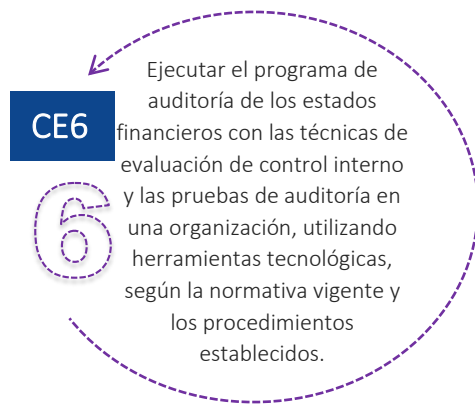 CE6
6
Ejecutar el programa de
auditoría de los estados
financieros con las técnicas de
evaluación de control interno
y las pruebas de auditoría en
una organización, utilizando
herramientas tecnológicas,
según la normativa vigente y
los procedimientos
establecidos.